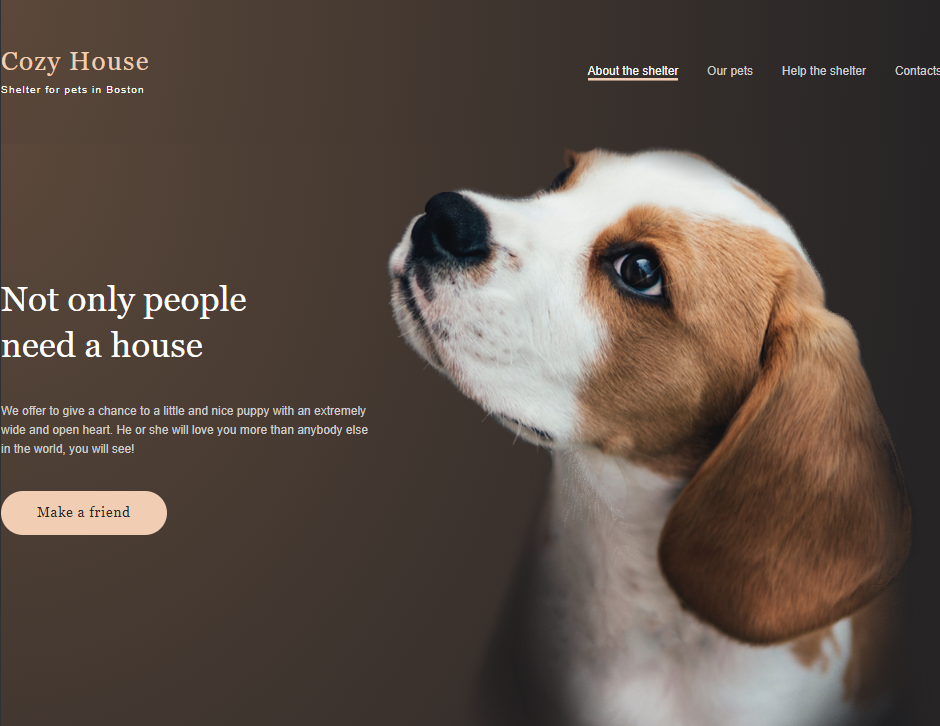 Cozy House
Shelter for pets in Boston
About the shelter
Our pets
Help the shelter
Contacts
Not only people
need a house
We offer to give a chance to a little and nice puppy with an extremely
wide and open heart. He or she will love you more than anybody else
in the world, you will see!
Make a friend